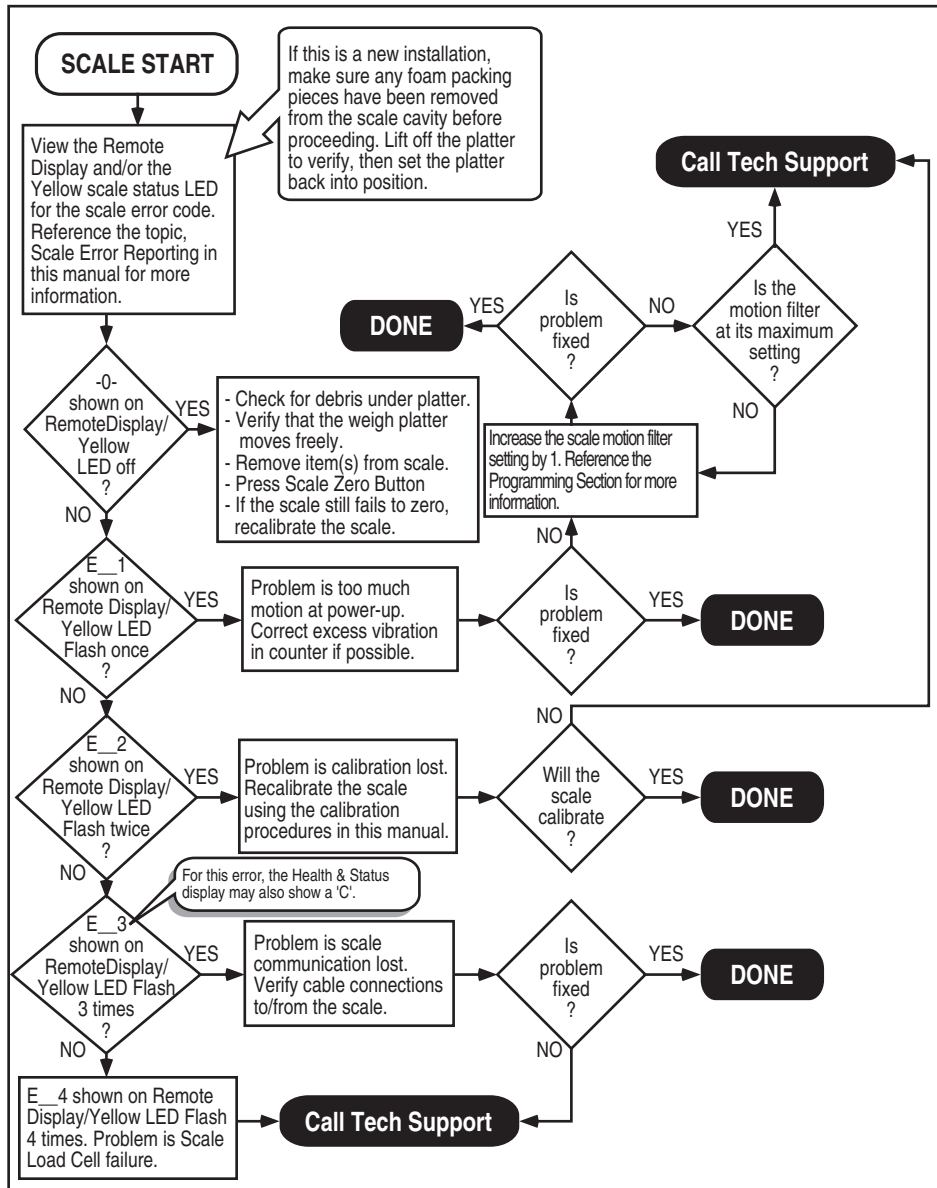 SCALE START
If this is a new installation,
make sure any foam packing
pieces have been removed
from the scale cavity before
proceeding. Lift off the platter
to verify, then set the platter
back into position.
View the Remote
Display and/or the
Yellow scale status LED
for the scale error code.
Reference the topic,
Scale Error Reporting in
this manual for more
information.
Call Tech Support
YES
Is the
motion filter
at its maximum
setting
?
NO
Is
problem
fixed
?
YES
DONE
NO
-0-
shown on
RemoteDisplay/
Yellow
LED off
?
YES
- Check for debris under platter.
- Verify that the weigh platter
moves freely.
- Remove item(s) from scale.
- Press Scale Zero Button
- If the scale still fails to zero,
recalibrate the scale.
Increase the scale motion filter
setting by 1. Reference the
Programming Section for more
information.
NO
NO
E__1
shown on
Remote Display/
Yellow LED
Flash once
?
YES
Problem is too much
motion at power-up.
Correct excess vibration
in counter if possible.
Is
problem
fixed
?
YES
DONE
NO
E__2
shown on
Remote Display/
Yellow LED
Flash twice
?
YES
Problem is calibration lost.
Recalibrate the scale
using the calibration
procedures in this manual.
NO
Will the
scale
calibrate
?
YES
DONE
NO
For this error, the Health & Status
display may also show a 'C'.
E__3
shown on
RemoteDisplay/
Yellow LED Flash
3 times
?
YES
Problem is scale
communication lost.
Verify cable connections
to/from the scale.
Is
problem
fixed
?
YES
DONE
NO
NO
E__4 shown on Remote
Display/Yellow LED Flash
4 times. Problem is Scale
Load Cell failure.
Call Tech Support